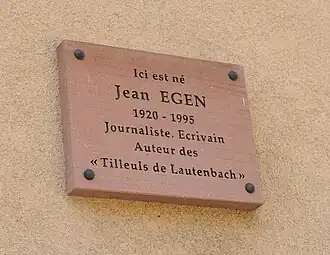 Ici est né
Jean EGEN
1920 - 1995
Journaliste. Ecrivain
Auteur des
« Tilleuls de Lautenbach »